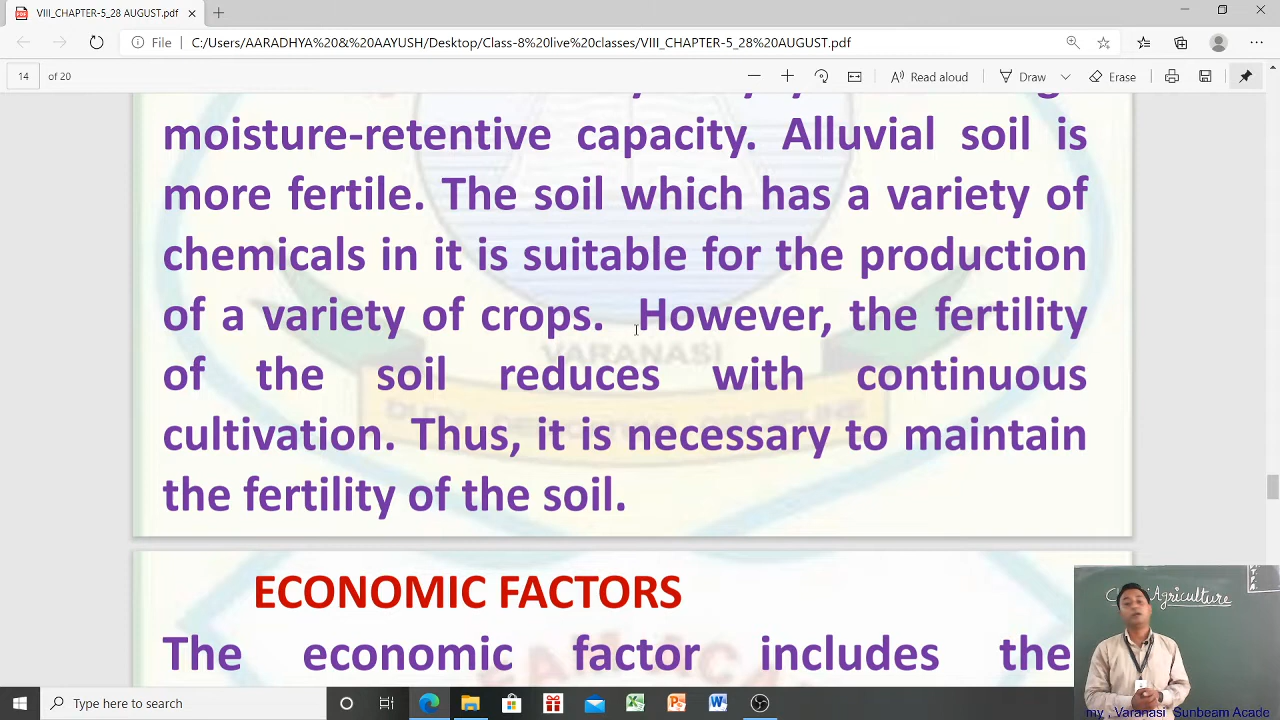 VIII_CHAPTER-5_28 AUGUST.pdf
File C:/Users/AARADHYA%20&%20AAYUSH/Desktop/Class-8%20live%20classes/VIII_CHAPTER-5_28%20AUGUST.pdf
14 of 20 Read aloud Draw Erase
moisture-retentive capacity. Alluvial soil is
more fertile. The soil which has a variety of
chemicals in it is suitable for the production
of a variety of crops. However, the fertility
of the soil reduces with continuous
cultivation. Thus, it is necessary to maintain
the fertility of the soil.
VARANASI
ECONOMIC FACTORS
The economic factor includes the
Agriculture
Type here to search
my , Varanasi Sunbeam Acade